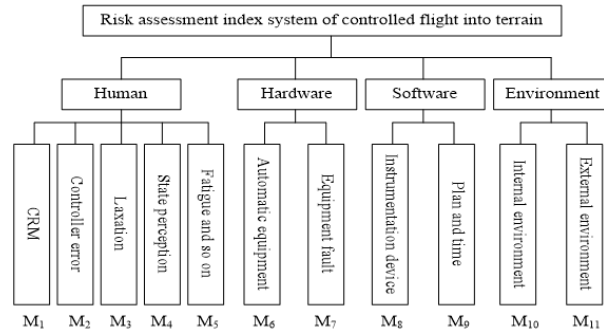 Risk assessment index system of controlled flight into terrain
Human
Hardware
Software
Environment
CRM
Controller error
Laxation
State perception
Fatigue and so on
Automatic equipment
Equipment fault
Instrumentation device
Plan and time
Internal environment
External environment
M₁ M₂ M₃ M₄ M₅ M₆ M₇ M₈ M₉ M₁₀ M₁₁